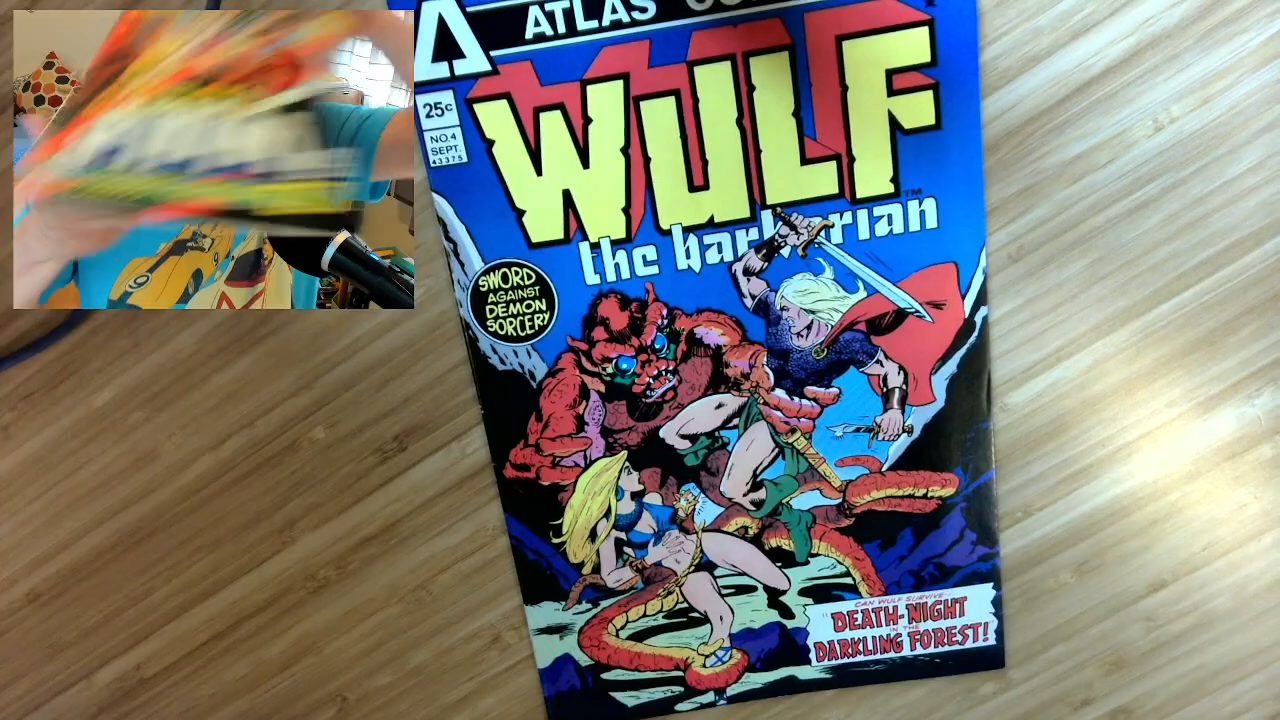 ATLAS
WULF
the barbarian
TM
25¢
NO.4
SEPT.
43375
SWORD
AGAINST
DEMON
SORCERY
CAN WULF SURVIVE—
"DEATH-NIGHT
IN THE
DARKLING FOREST!